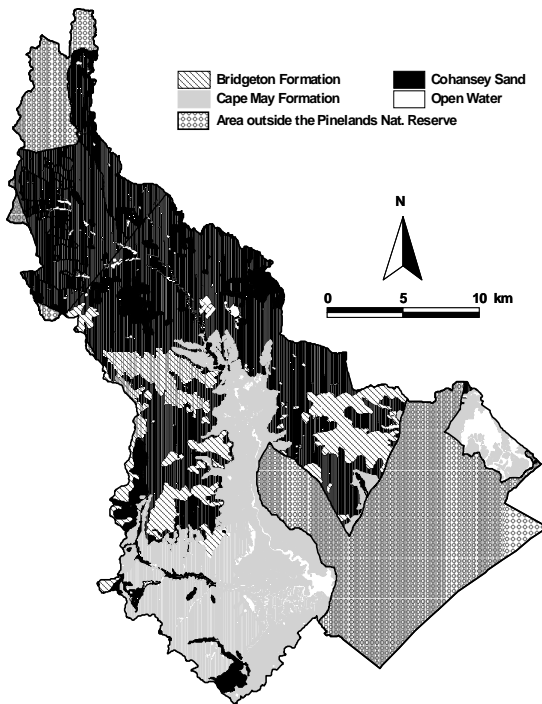 Bridgeton Formation
Cohansey Sand
Cape May Formation
Open Water
Area outside the Pinelands Nat. Reserve
N
0 5 10 km